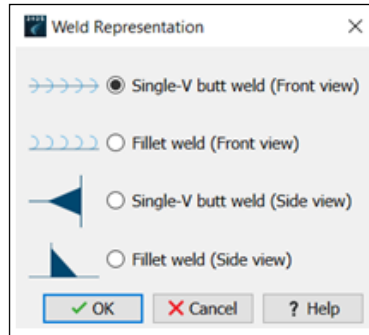 Weld Representation
Single-V butt weld (Front view)
Fillet weld (Front view)
Single-V butt weld (Side view)
Fillet weld (Side view)
OK Cancel ? Help